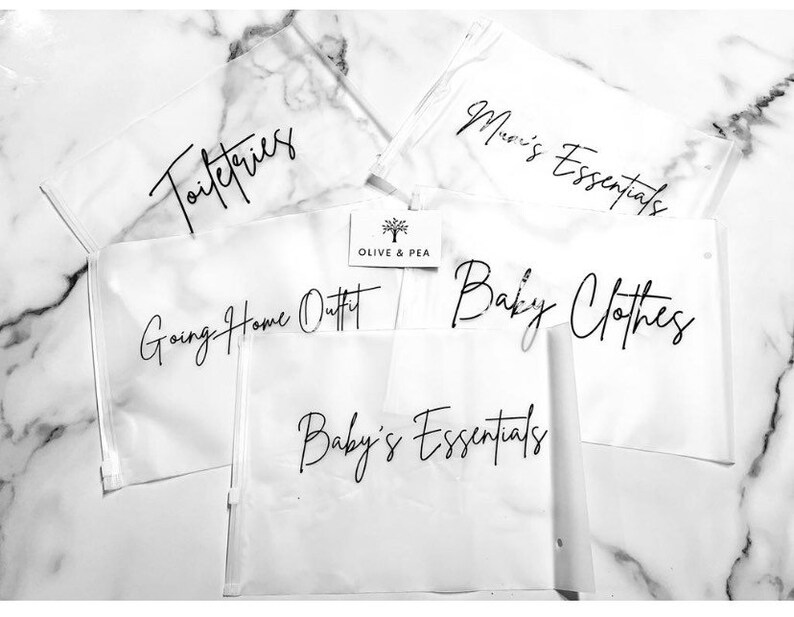 Toiletries
Mum's Essentials
OLIVE & PEA
Going Home Outfit
Baby Clothes
Baby's Essentials